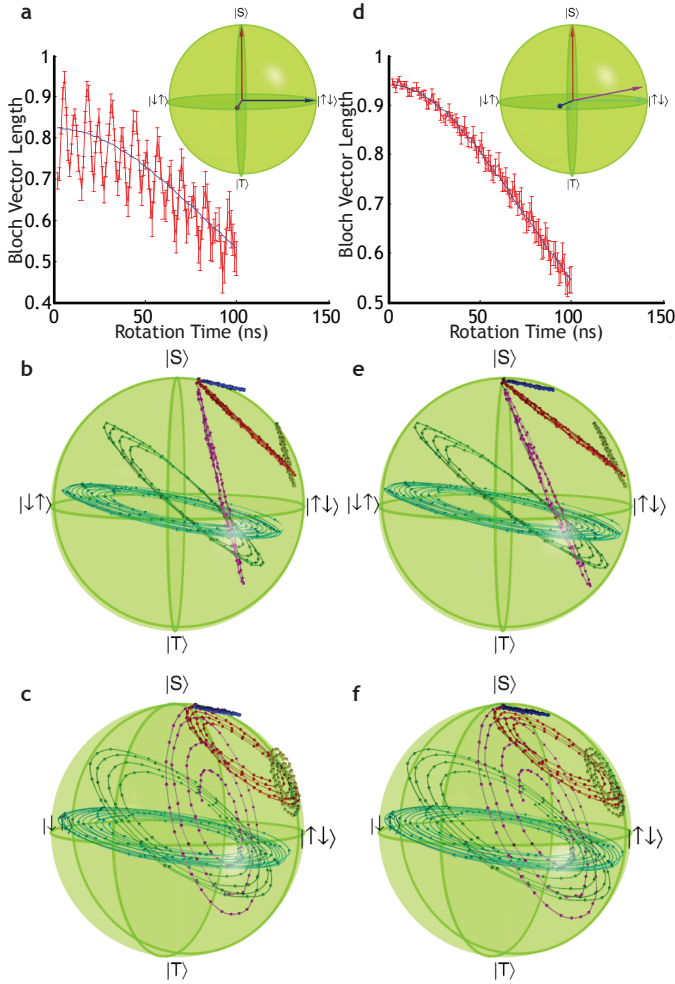 a
d
|S⟩
|S⟩
1
0.9
0.8
0.7
0.6
0.5
0.4
Bloch Vector Length
|↓↑⟩
|↑↓⟩
|T⟩
0
50
100
150
Rotation Time (ns)
1
0.9
0.8
0.7
0.6
0.5
Bloch Vector Length
|↓↑⟩
|↑↓⟩
|T⟩
0
50
100
150
Rotation Time (ns)
b
|S⟩
|↓↑⟩
|↑↓⟩
|T⟩
e
|S⟩
|↓↑⟩
|↑↓⟩
|T⟩
c
|S⟩
|↓
|↑↓⟩
|T⟩
f
|S⟩
|↓
|↑↓⟩
|T⟩